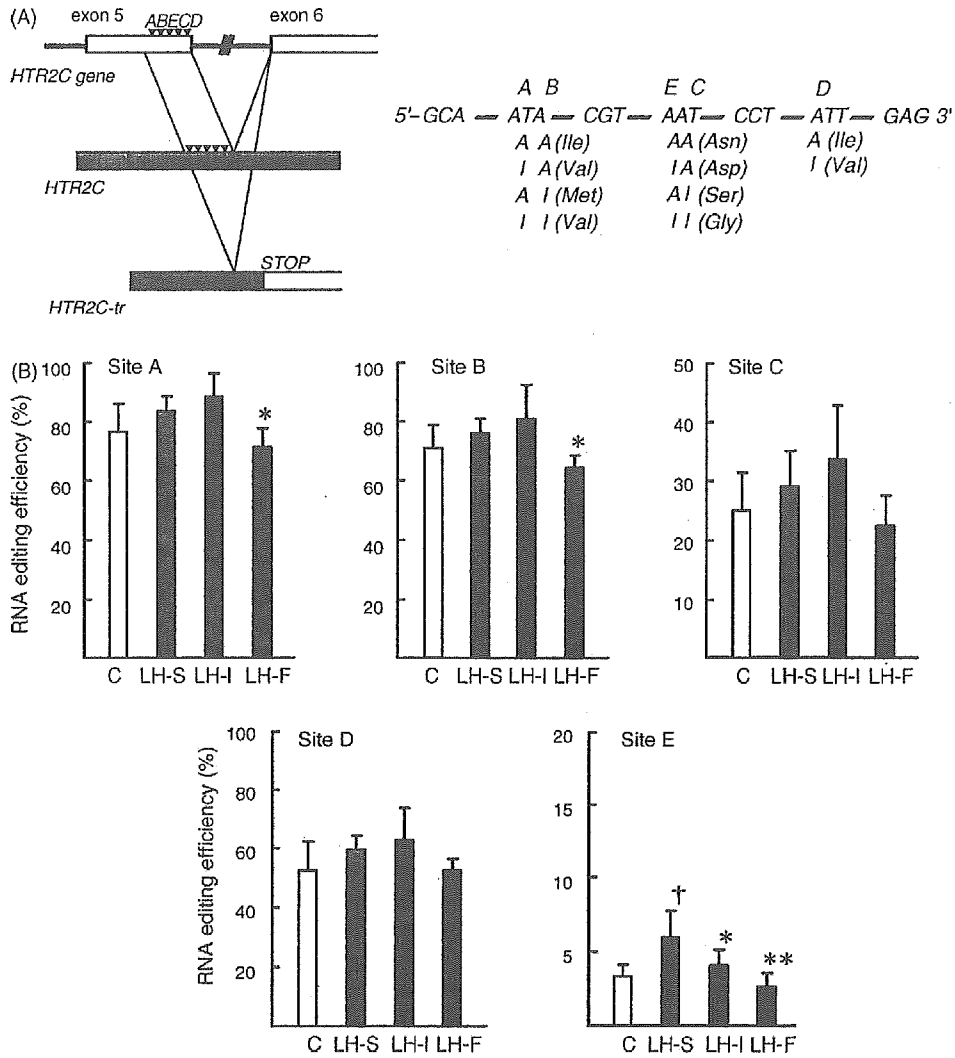 (A)
exon 5
ABECD
exon 6
HTR2C gene
HTR2C
STOP
HTR2C-tr
A B E C D
5'–GCA — ATA — CGT — AAT — CCT — ATT — GAG 3'
A A (Ile) AA (Asn) A (Ile)
I A (Val) I A (Asp) I (Val)
A I (Met) A I (Ser)
I I (Val) I I (Gly)
(B)
RNA editing efficiency (%)
100
80
60
40
20
Site A
*
C LH-S LH-I LH-F
100
80
60
40
20
Site B
*
C LH-S LH-I LH-F
50
40
30
20
10
Site C
C LH-S LH-I LH-F
RNA editing efficiency (%)
100
80
60
40
20
Site D
C LH-S LH-I LH-F
20
15
10
5
Site E
† * **
C LH-S LH-I LH-F